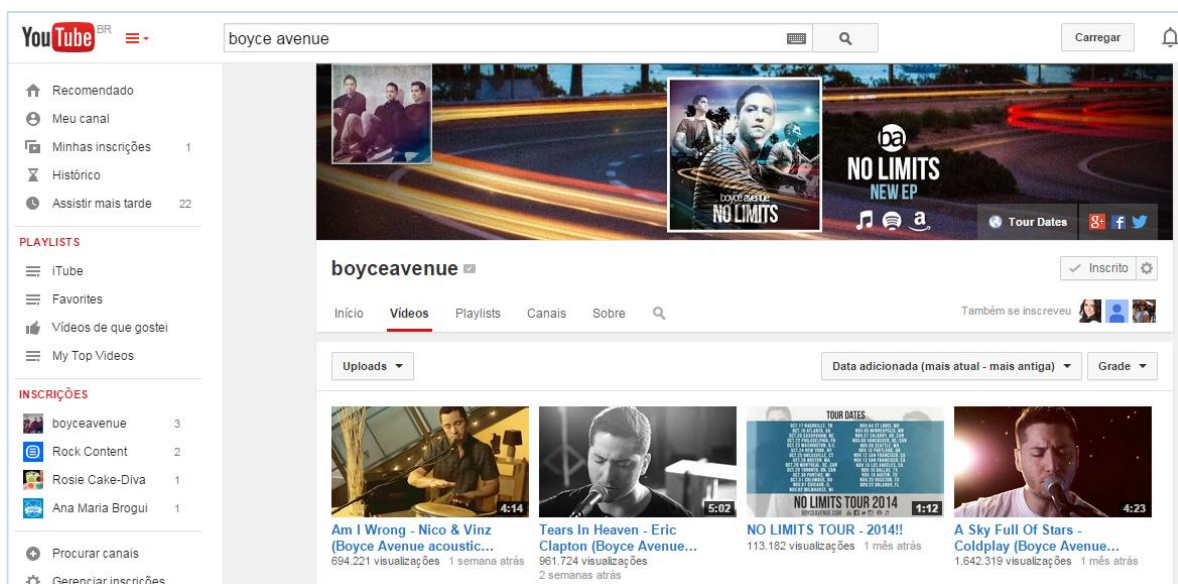 YouTube BR
boyce avenue
Carregar
Recomendado
Meu canal
Minhas inscrições 1
Histórico
Assistir mais tarde 22
PLAYLISTS
iTube
Favorites
Vídeos de que gostei
My Top Videos
INSCRIÇÕES
boyceavenue 3
Rock Content 2
Rosie Cake-Diva 1
Ana Maria Brogui 1
Procurar canais
Gerenciar inscrições
boyce avenue
NO LIMITS
ba
NO LIMITS
NEW EP
Tour Dates
boyceavenue
Inscrito
Início Vídeos Playlists Canais Sobre
Também se inscreveu
Uploads
Data adicionada (mais atual - mais antiga)
Grade
4:14
Am I Wrong - Nico & Vinz
(Boyce Avenue acoustic...
694.221 visualizações 1 semana atrás
5:02
Tears In Heaven - Eric
Clapton (Boyce Avenue...
961.724 visualizações
2 semanas atrás
TOUR DATES
NO LIMITS TOUR 2014
1:12
NO LIMITS TOUR - 2014!!
113.182 visualizações 1 mês atrás
4:23
A Sky Full Of Stars -
Coldplay (Boyce Avenue...
1.642.319 visualizações 1 mês atrás